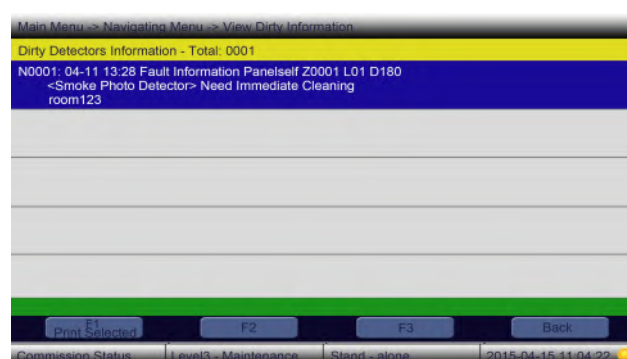 Main Menu -> Navigating Menu -> View Dirty Information
Dirty Detectors Information - Total: 0001
N0001: 04-11 13:28 Fault Information Panelself Z0001 L01 D180
<Smoke Photo Detector> Need Immediate Cleaning
room123
F1
Print Selected
F2
F3
Back
Commission Status
Level3 - Maintenance
Stand - alone
2015-04-15 11:04:22